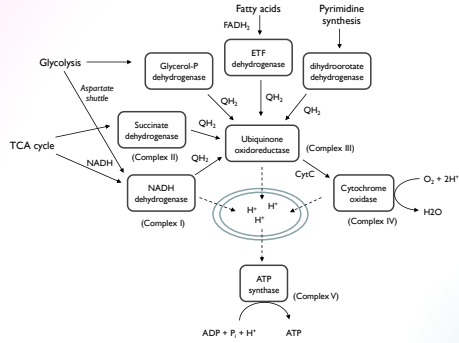 Fatty acids
Pyrimidine
synthesis
FADH2
Glycolysis
Glycerol-P
dehydrogenase
ETF
dehydrogenase
dihydroorotate
dehydrogenase
Aspartate
shuttle
QH2
QH2
QH2
Succinate
dehydrogenase
QH2
Ubiquinone
oxidoreductase
(Complex II)
(Complex III)
TCA cycle
NADH
QH2
CytC
NADH
dehydrogenase
(Complex I)
H+
H+
H+
Cytochrome
oxidase
(Complex IV)
O2 + 2H+
H2O
ATP
synthase
(Complex V)
ADP + Pi + H+
ATP